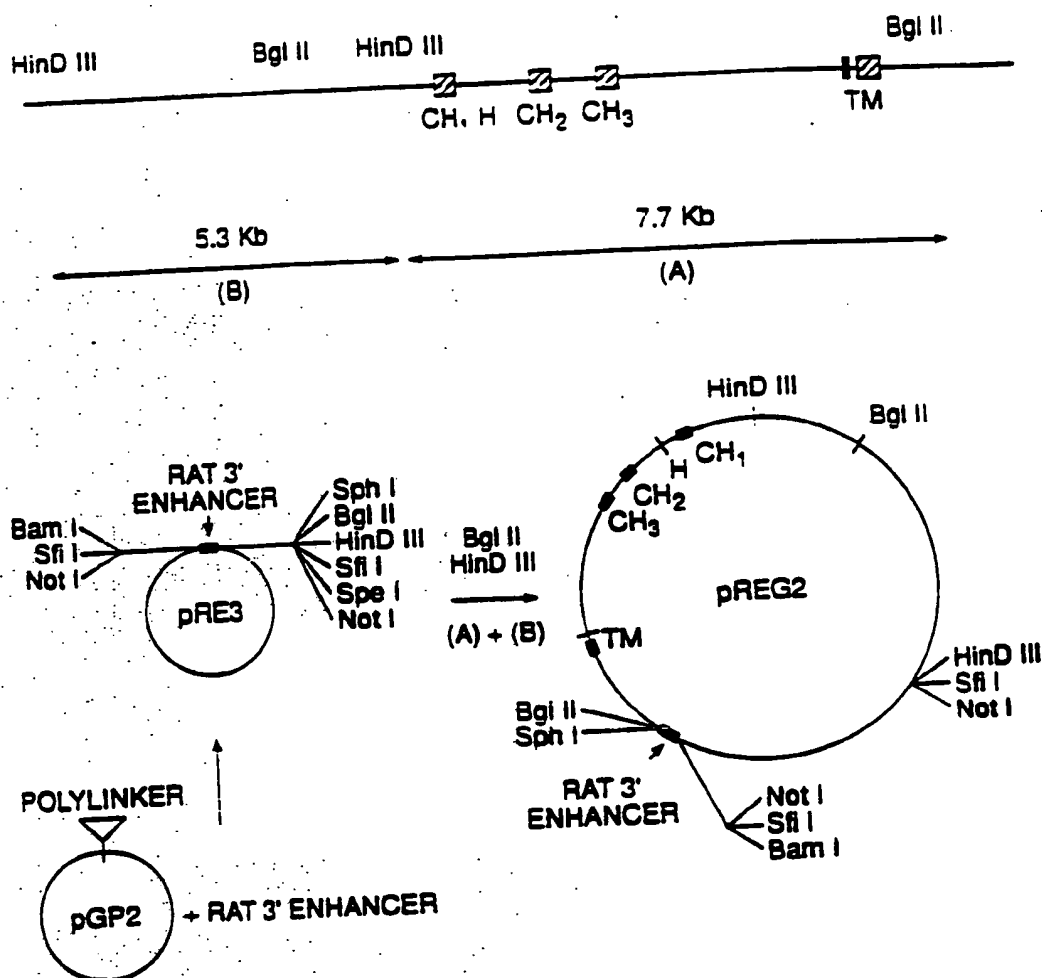 HinD III Bgl II HinD III Bgl II
CH₁ H CH₂ CH₃ TM
5.3 Kb 7.7 Kb
(B) (A)
RAT 3'
ENHANCER
Bam I
Sfi I
Not I
Sph I
Bgl II
HinD III
Sfi I
Spe I
Not I
pRE3
Bgl II
HinD III
(A) + (B)
HinD III
Bgl II
CH₁
H
CH₂
CH₃
pREG2
TM
HinD III
Sfi I
Not I
Bgl II
Sph I
RAT 3'
ENHANCER
Not I
Sfi I
Bam I
POLYLINKER
pGP2
+ RAT 3' ENHANCER